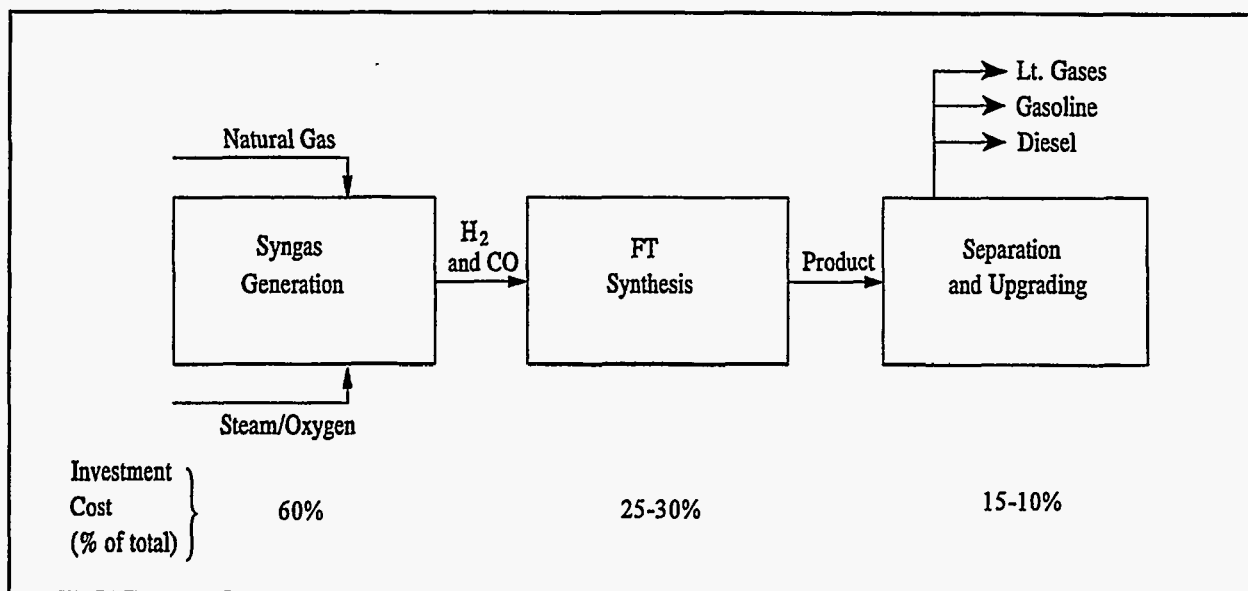 Lt. Gases
Gasoline
Diesel
Natural Gas
Syngas
Generation
H₂
and CO
FT
Synthesis
Product
Separation
and Upgrading
Steam/Oxygen
Investment
Cost
(% of total)
60%
25-30%
15-10%